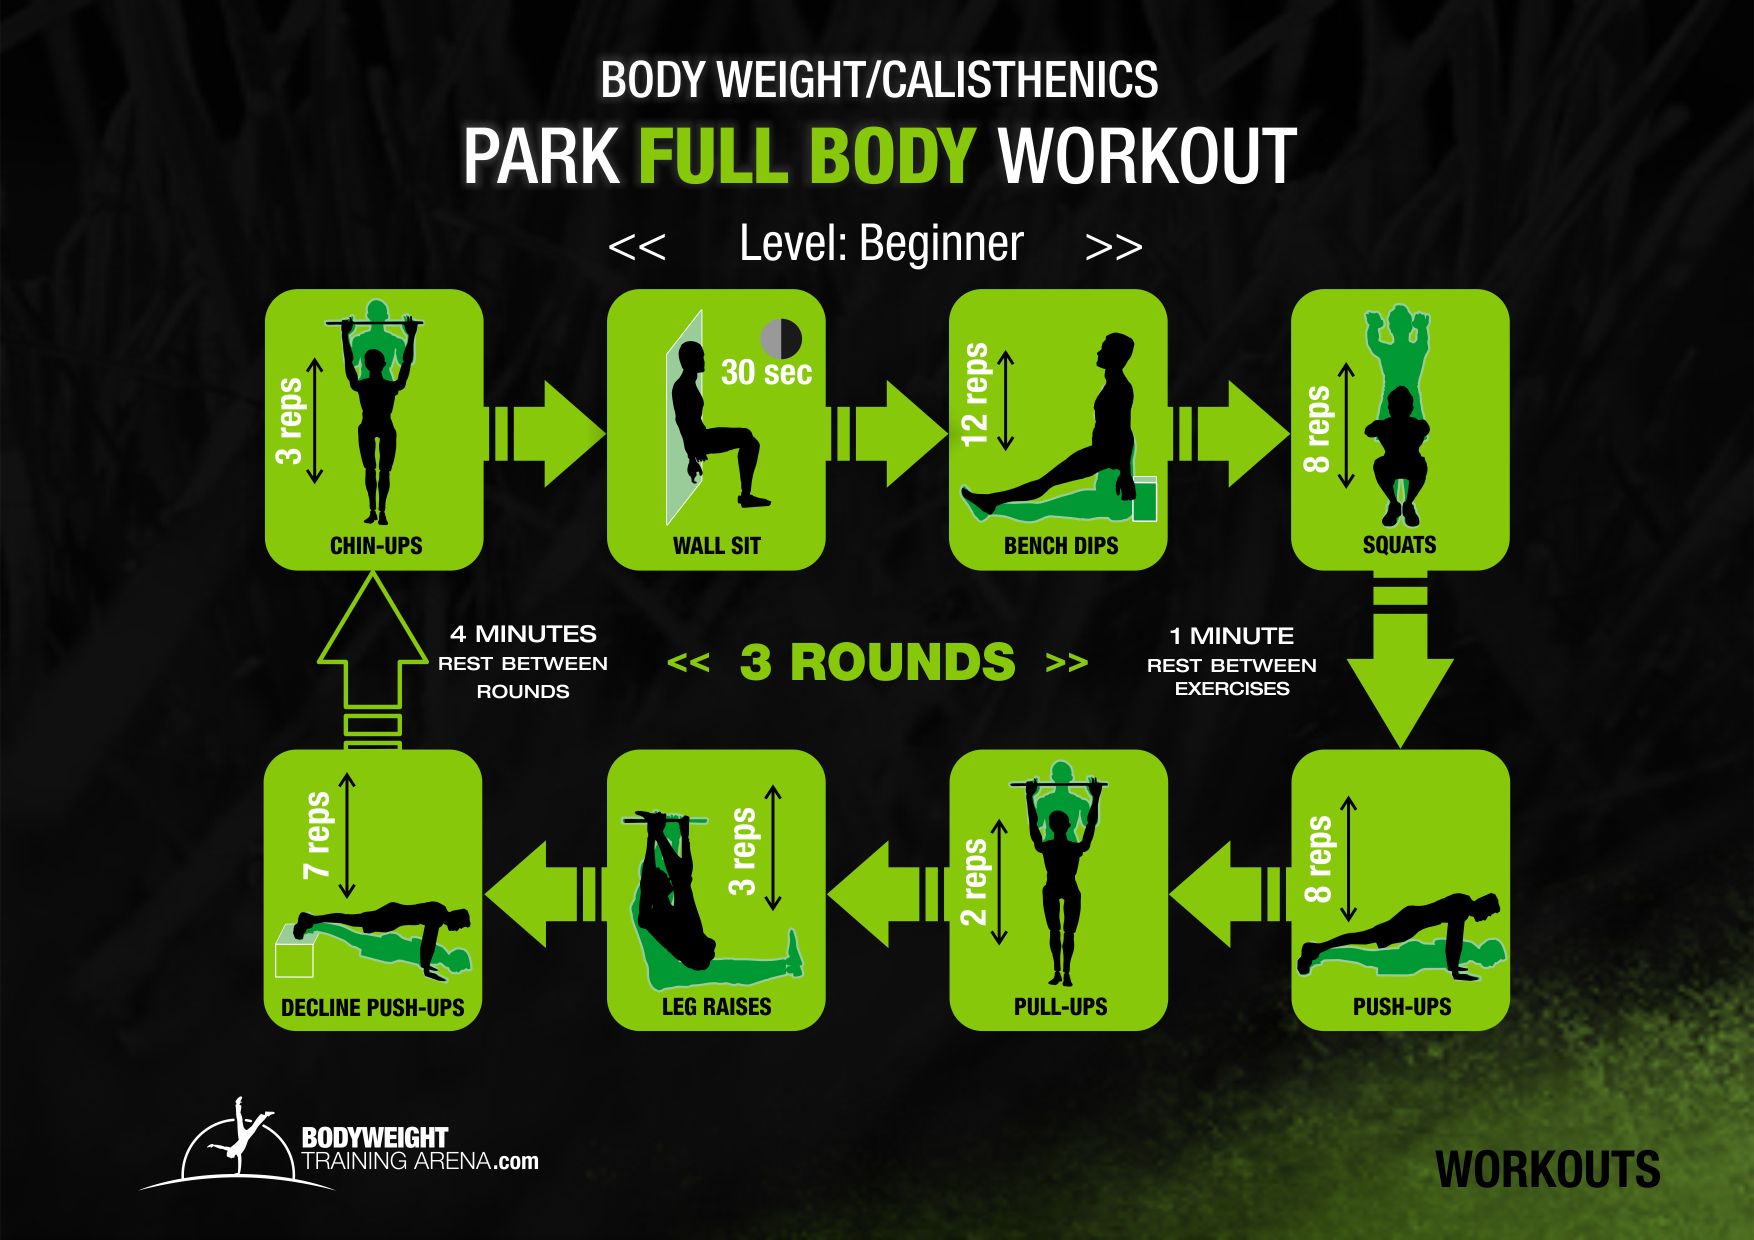 BODY WEIGHT/CALISTHENICS
PARK FULL BODY WORKOUT
<< Level: Beginner >>
3 reps
CHIN-UPS
30 sec
WALL SIT
12 reps
BENCH DIPS
8 reps
SQUATS
4 MINUTES
REST BETWEEN
ROUNDS
<< 3 ROUNDS >>
1 MINUTE
REST BETWEEN
EXERCISES
7 reps
DECLINE PUSH-UPS
3 reps
LEG RAISES
2 reps
PULL-UPS
8 reps
PUSH-UPS
BODYWEIGHT
TRAINING ARENA.com
WORKOUTS